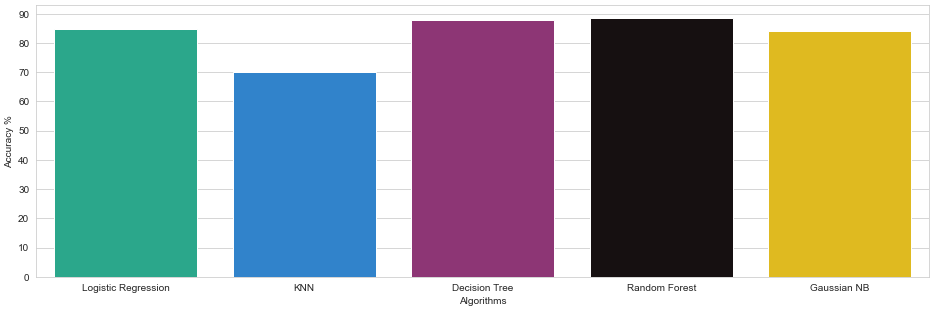 90
80
70
60
50
40
30
20
10
0
Accuracy %
Logistic Regression
KNN
Decision Tree
Random Forest
Gaussian NB
Algorithms